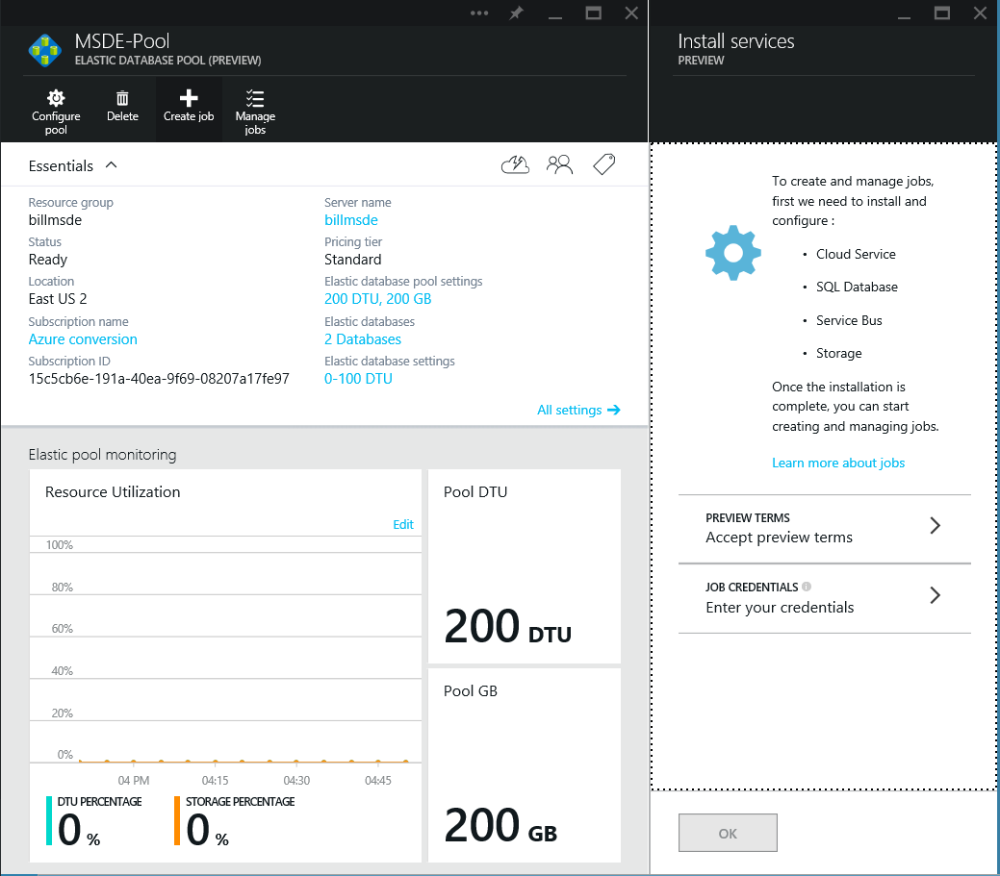 MSDE-Pool
ELASTIC DATABASE POOL (PREVIEW)
Configure
pool
Delete
Create job
Manage
jobs
Essentials
Resource group
billmsde
Status
Ready
Location
East US 2
Subscription name
Azure conversion
Subscription ID
15c5cb6e-191a-40ea-9f69-08207a17fe97
Server name
billmsde
Pricing tier
Standard
Elastic database pool settings
200 DTU, 200 GB
Elastic databases
2 Databases
Elastic database settings
0-100 DTU
All settings
Elastic pool monitoring
Resource Utilization
Edit
100%
80%
60%
40%
20%
0%
04 PM 04:15 04:30 04:45
DTU PERCENTAGE
0 %
STORAGE PERCENTAGE
0 %
Pool DTU
200 DTU
Pool GB
200 GB
Install services
PREVIEW
To create and manage jobs,
first we need to install and
configure :
• Cloud Service
• SQL Database
• Service Bus
• Storage
Once the installation is
complete, you can start
creating and managing jobs.
Learn more about jobs
PREVIEW TERMS
Accept preview terms
JOB CREDENTIALS
Enter your credentials
OK